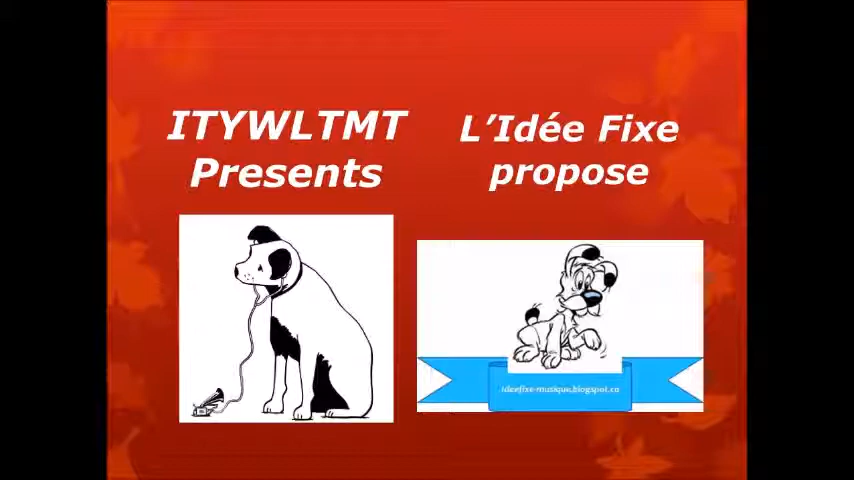 ITYWLTMT
Presents
L'Idée Fixe
propose
ideefixe-musique.blogspot.ca